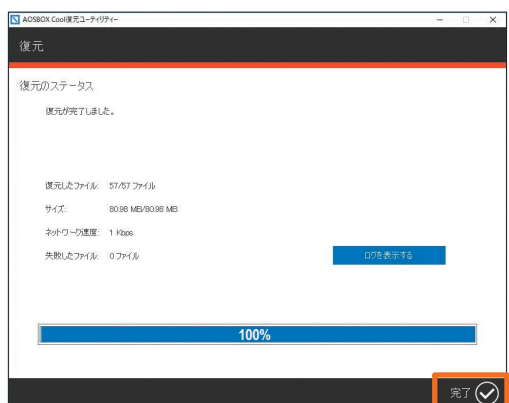 AOSBOX Cool復元ユーティリティー
復元
復元のステータス
復元が完了しました。
復元したファイル: 57/57 ファイル
サイズ: 80.98 MB/80.98 MB
ネットワーク速度: 1 Kbps
失敗したファイル: 0 ファイル
ログを表示する
100%
完了